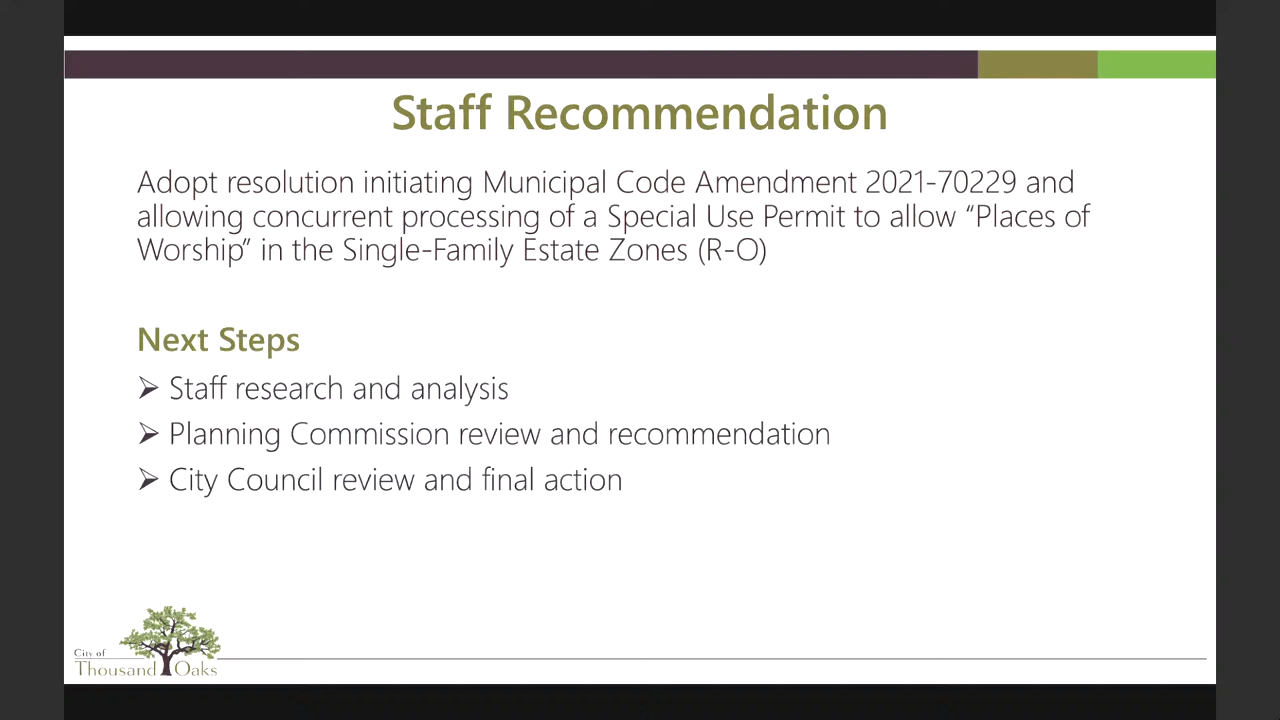 Staff Recommendation
Adopt resolution initiating Municipal Code Amendment 2021-70229 and
allowing concurrent processing of a Special Use Permit to allow “Places of
Worship” in the Single-Family Estate Zones (R-O)
Next Steps
➢ Staff research and analysis
➢ Planning Commission review and recommendation
➢ City Council review and final action
City of
Thousand Oaks